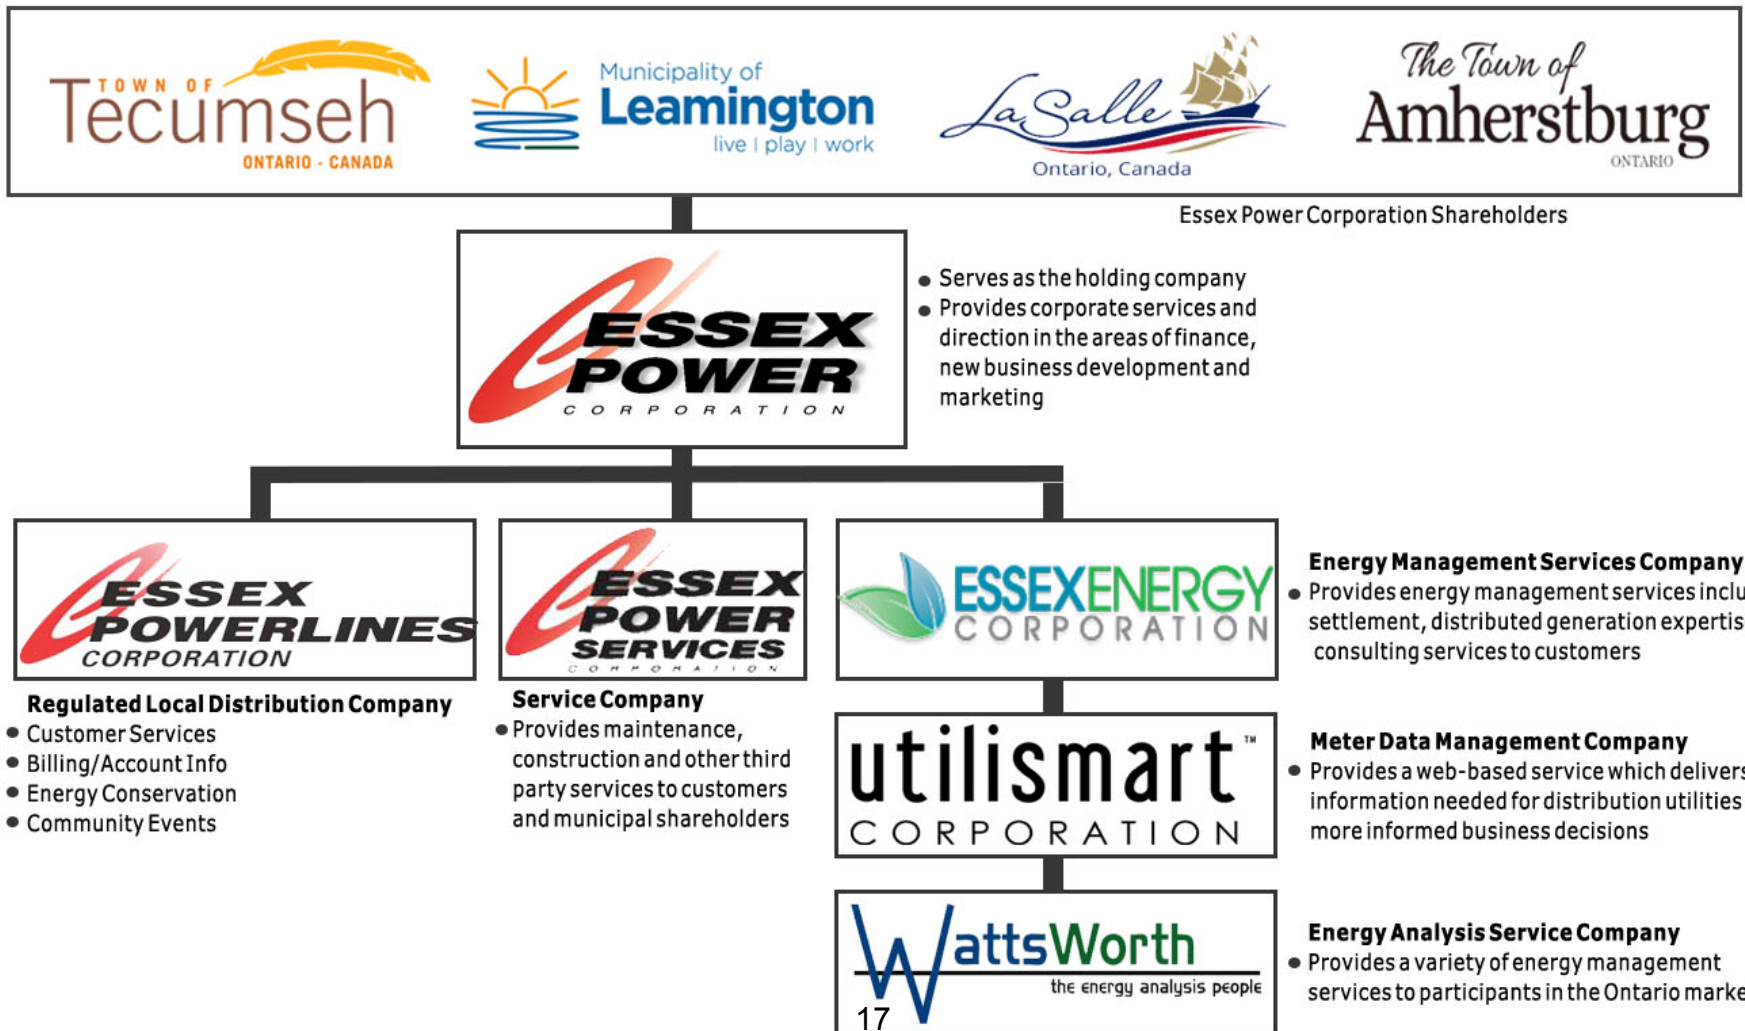 TOWN OF
Tecumseh
ONTARIO - CANADA
Municipality of
Leamington
live | play | work
LaSalle
Ontario, Canada
The Town of
Amherstburg
ONTARIO
Essex Power Corporation Shareholders
ESSEX
POWER
CORPORATION
● Serves as the holding company
● Provides corporate services and
direction in the areas of finance,
new business development and
marketing
ESSEX
POWERLINES
CORPORATION
Regulated Local Distribution Company
● Customer Services
● Billing/Account Info
● Energy Conservation
● Community Events
ESSEX
POWER
SERVICES
CORPORATION
Service Company
● Provides maintenance,
construction and other third
party services to customers
and municipal shareholders
ESSEXENERGY
CORPORATION
Energy Management Services Company
● Provides energy management services
settlement, distributed generation
consulting services to customers
utilismart™
CORPORATION
Meter Data Management Company
● Provides a web-based service which delivers
information needed for distribution utilities
more informed business decisions
WattsWorth
the energy analysis people
Energy Analysis Service Company
● Provides a variety of energy management
services to participants in the Ontario
17